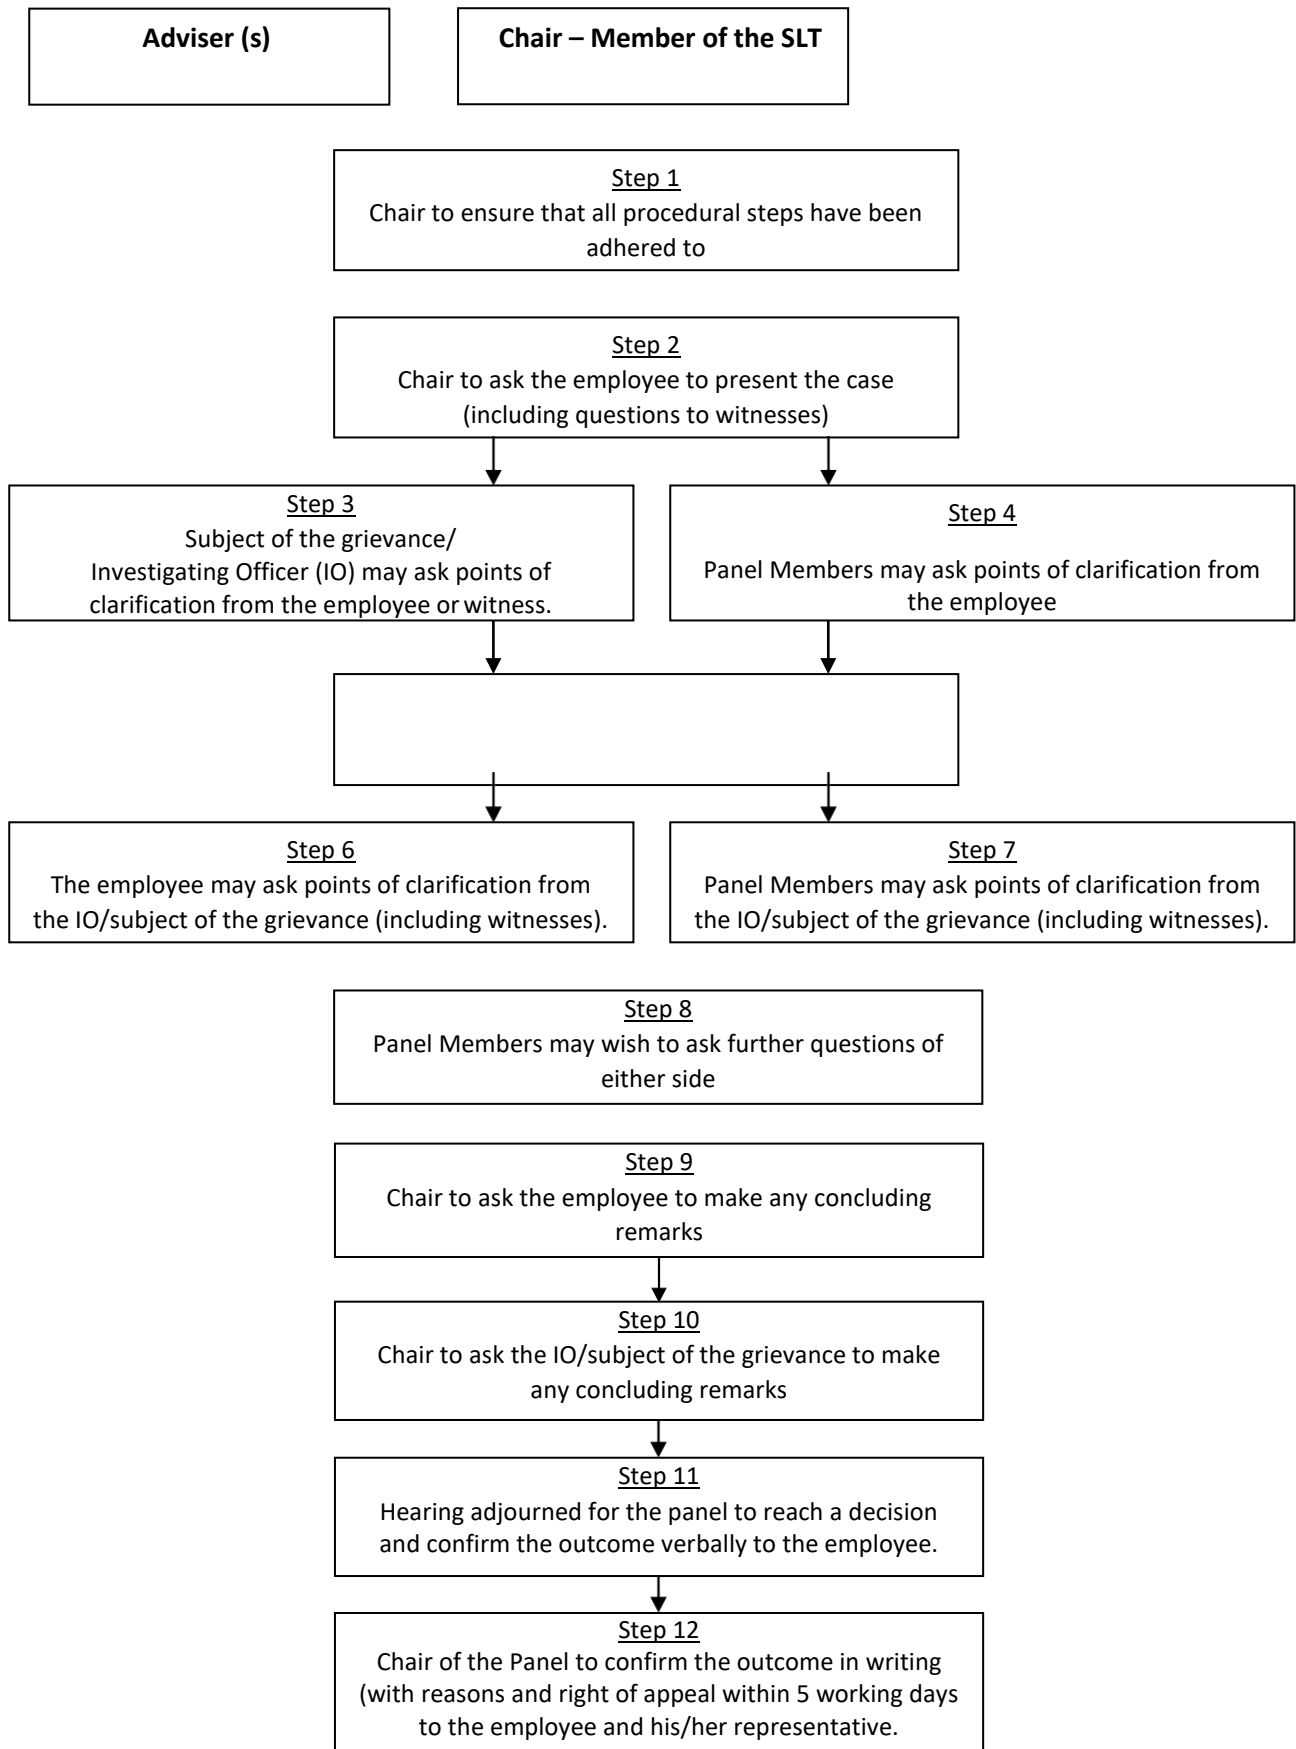 Adviser (s)
Chair – Member of the SLT
Step 1
Chair to ensure that all procedural steps have been
adhered to
Step 2
Chair to ask the employee to present the case
(including questions to witnesses)
Step 3
Subject of the grievance/
Investigating Officer (IO) may ask points of
clarification from the employee or witness.
Step 4
Panel Members may ask points of clarification from
the employee
Step 6
The employee may ask points of clarification from
the IO/subject of the grievance (including witnesses).
Step 7
Panel Members may ask points of clarification from
the IO/subject of the grievance (including witnesses).
Step 8
Panel Members may wish to ask further questions of
either side
Step 9
Chair to ask the employee to make any concluding
remarks
Step 10
Chair to ask the IO/subject of the grievance to make
any concluding remarks
Step 11
Hearing adjourned for the panel to reach a decision
and confirm the outcome verbally to the employee.
Step 12
Chair of the Panel to confirm the outcome in writing
(with reasons and right of appeal within 5 working days
to the employee and his/her representative.